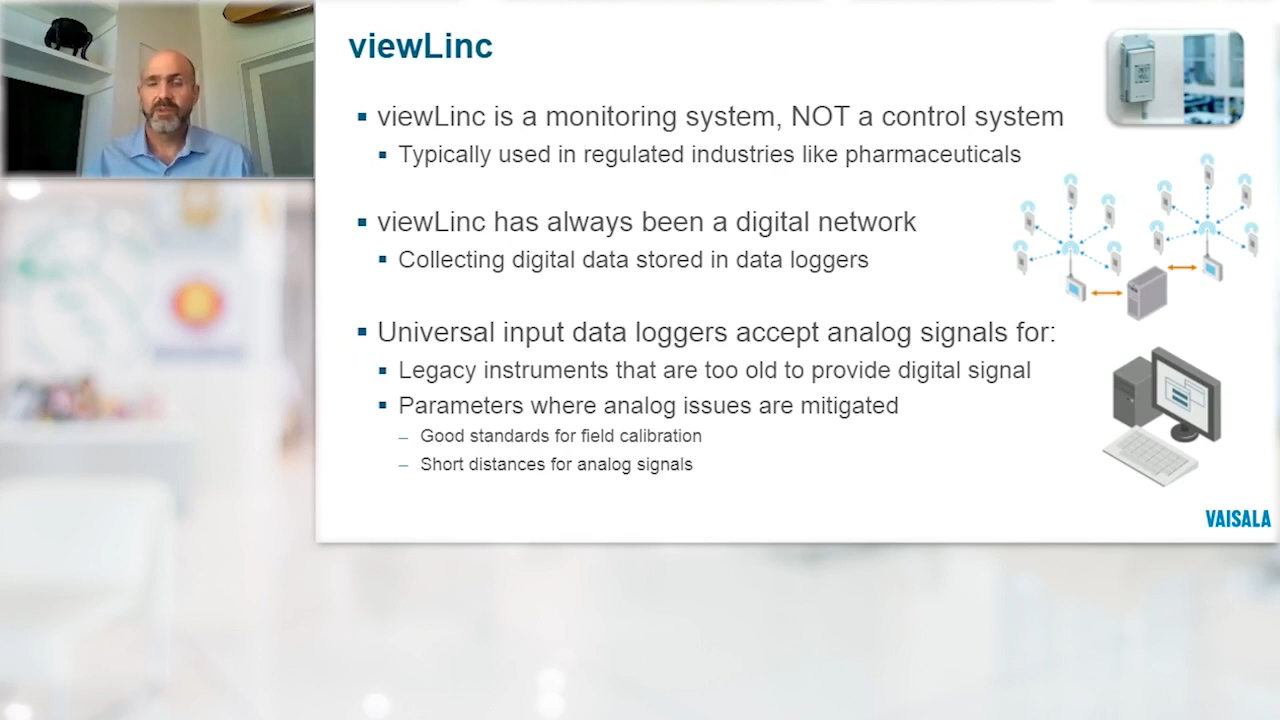 viewLinc
▪ viewLinc is a monitoring system, NOT a control system
▪ Typically used in regulated industries like pharmaceuticals
▪ viewLinc has always been a digital network
▪ Collecting digital data stored in data loggers
▪ Universal input data loggers accept analog signals for:
▪ Legacy instruments that are too old to provide digital signal
▪ Parameters where analog issues are mitigated
– Good standards for field calibration
– Short distances for analog signals
VAISALA